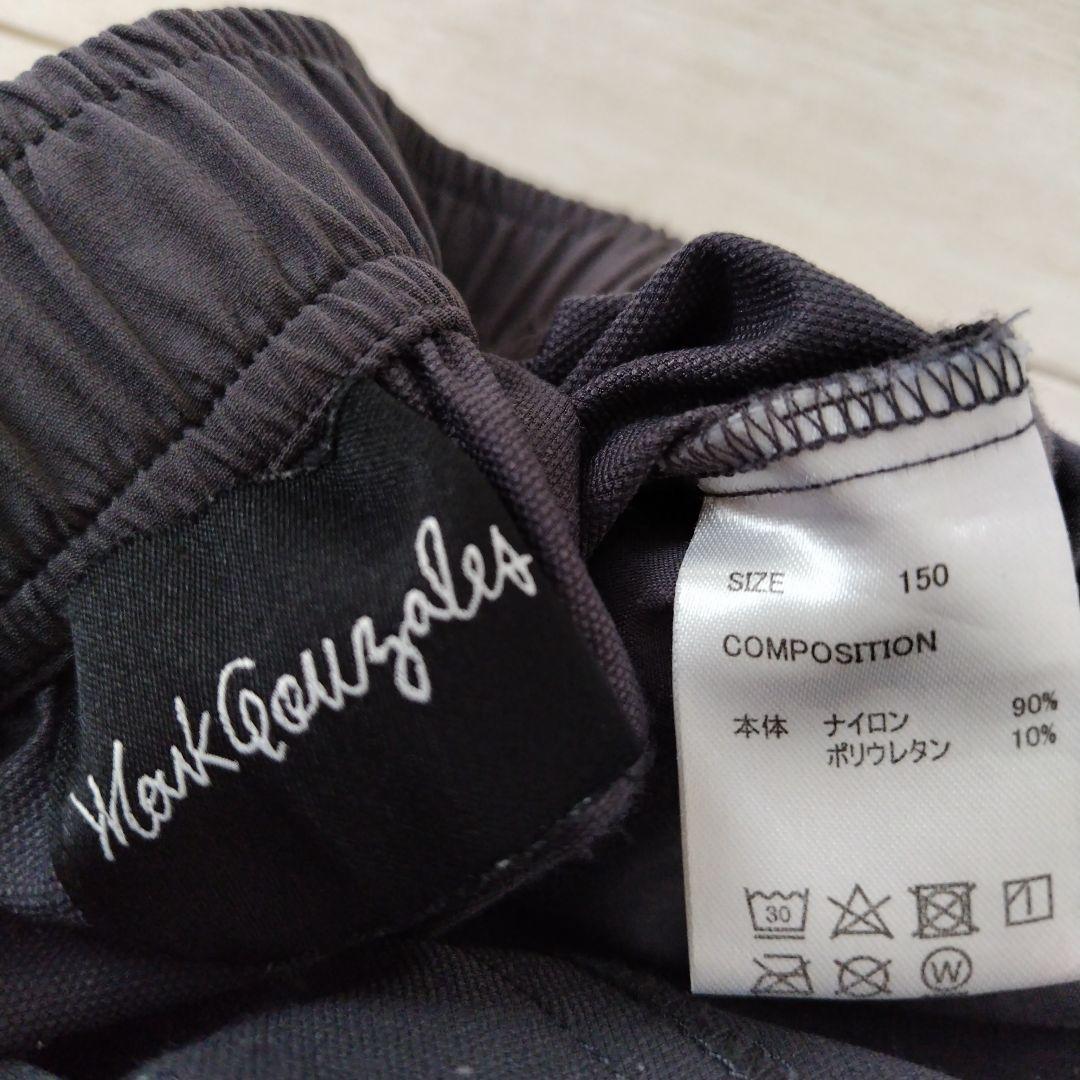 Mark Gonzales
SIZE 150
COMPOSITION
本体 ナイロン 90%
ポリウレタン 10%
30
W